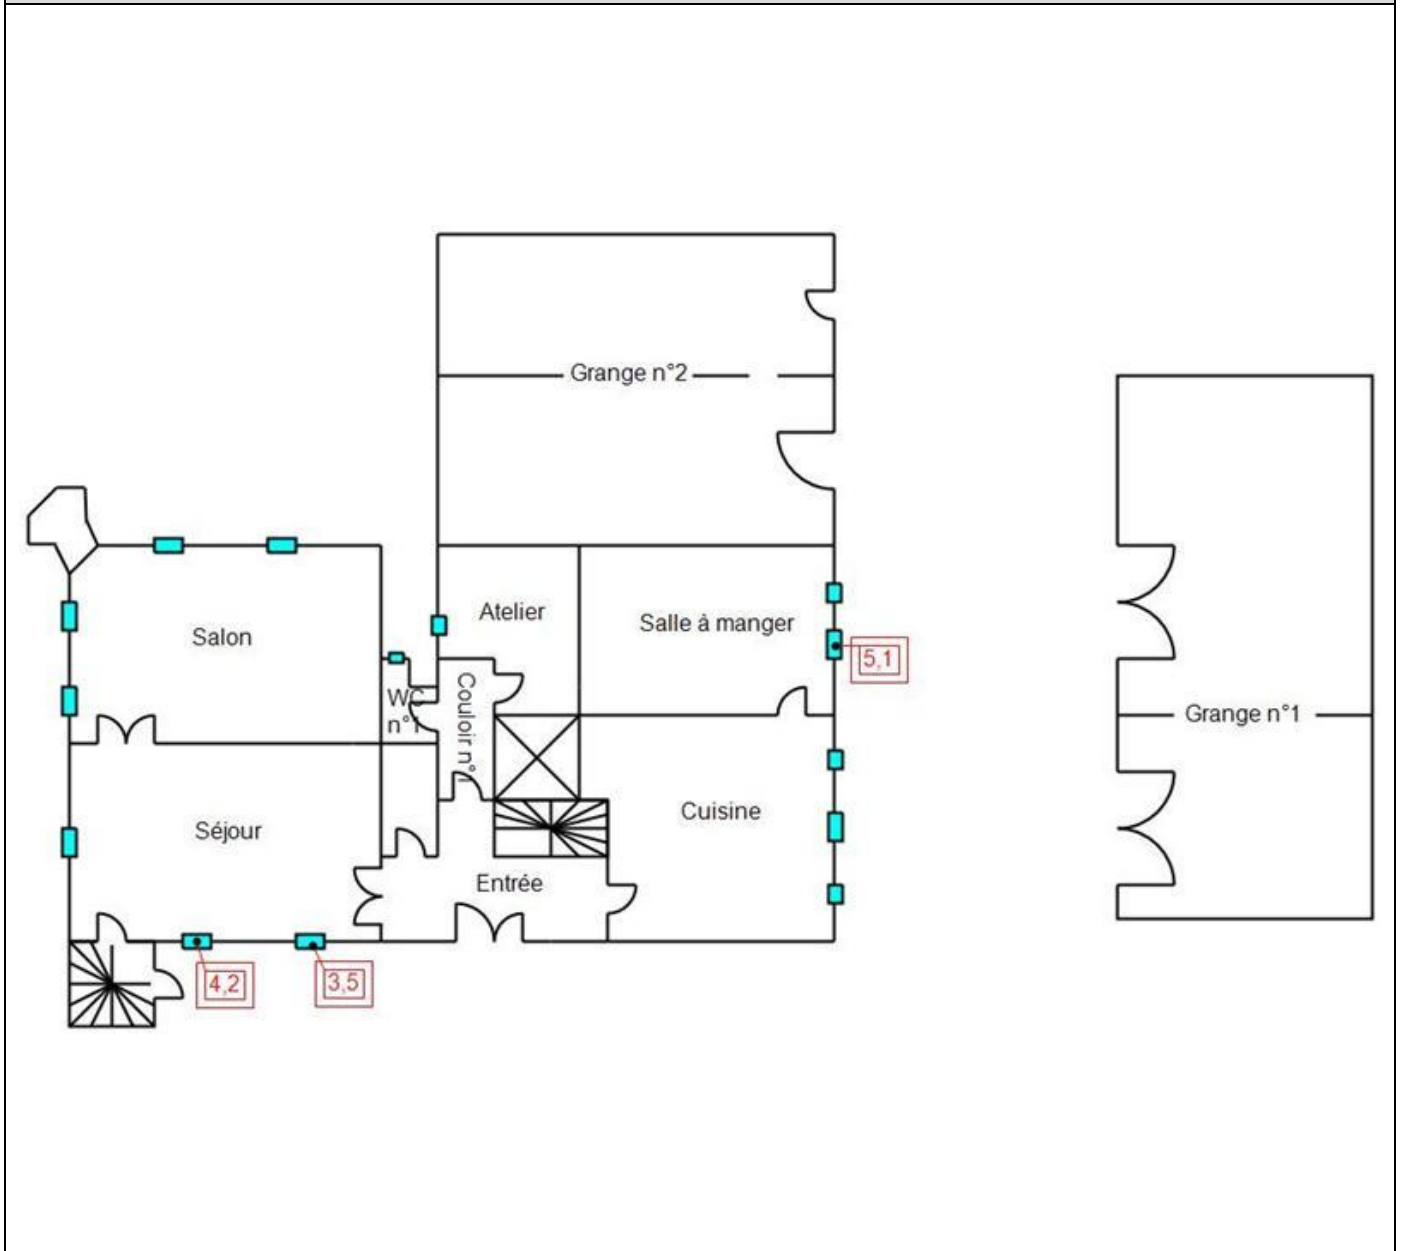 Grange n°2
Atelier
Salle à manger
Salon
5,1
WC
n°1
Couloir n°1
Grange n°1
Cuisine
Séjour
Entrée
4,2
3,5